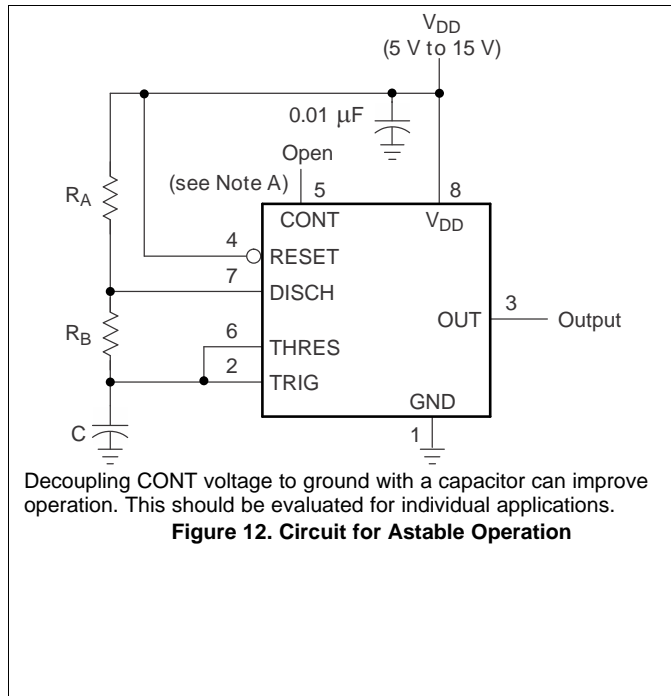 VDD
(5 V to 15 V)
0.01 μF
Open
(see Note A)
5
8
RA
CONT
VDD
4
RESET
7
DISCH
3
OUT
Output
RB
6
THRES
2
TRIG
GND
C
1
Decoupling CONT voltage to ground with a capacitor can improve
operation. This should be evaluated for individual applications.
Figure 12. Circuit for Astable Operation